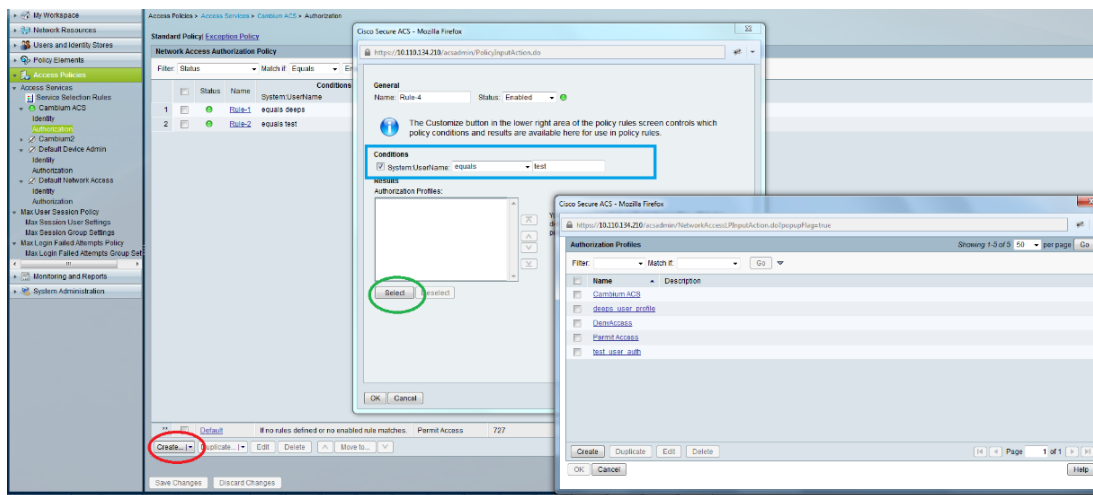 My Workspace
Network Resources
Users and Identity Stores
Policy Elements
Access Policies
Access Services
Service Selection Rules
Cambium ACS
Identity
Authorization
Cambium2
Default Device Admin
Identity
Authorization
Default Network Access
Identity
Authorization
Max User Session Policy
Max Session User Settings
Max Session Group Settings
Max Login Failed Attempts Policy
Max Login Failed Attempts Group Set
Monitoring and Reports
System Administration
Access Policies > Access Services > Cambium ACS > Authorization
Standard Policy| Exception Policy
Network Access Authorization Policy
Filter: Status Match if: Equals
Status Name Conditions
System:UserName
1 Rule-1 equals deeps
2 Rule-2 equals test
** Default If no rules defined or no enabled rule matches. Permit Access 727
Create... Duplicate... Edit Delete Move to...
Save Changes Discard Changes
Cisco Secure ACS - Mozilla Firefox
https://10.110.134.210/acsadmin/PolicyInputAction.do
General
Name: Rule-4 Status: Enabled
The Customize button in the lower right area of the policy rules screen controls which
policy conditions and results are available here for use in policy rules.
Conditions
System:UserName: equals test
Results
Authorization Profiles:
Select Deselect
OK Cancel
Cisco Secure ACS - Mozilla Firefox
https://10.110.134.210/acsadmin/NetworkAccessLPInputAction.do?popupFlag=true
Authorization Profiles Showing 1-5 of 5 50 per page Go
Filter: Match if: Go
Name Description
Cambium ACS
deeps_user_profile
DenyAccess
Permit Access
test_user_auth
Create Duplicate Edit Delete Page 1 of 1
OK Cancel Help